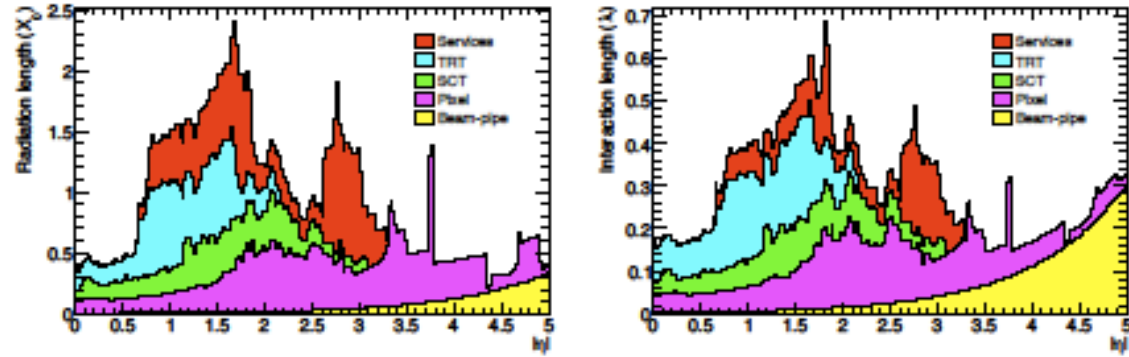 Radiation length (X₀)
2.5
2
1.5
1
0.5
0
Services
TRT
SCT
Pixel
Beam-pipe
0 0.5 1 1.5 2 2.5 3 3.5 4 4.5 5
|η|
Interaction length (λ)
0.7
0.6
0.5
0.4
0.3
0.2
0.1
0
Services
TRT
SCT
Pixel
Beam-pipe
0 0.5 1 1.5 2 2.5 3 3.5 4 4.5 5
|η|